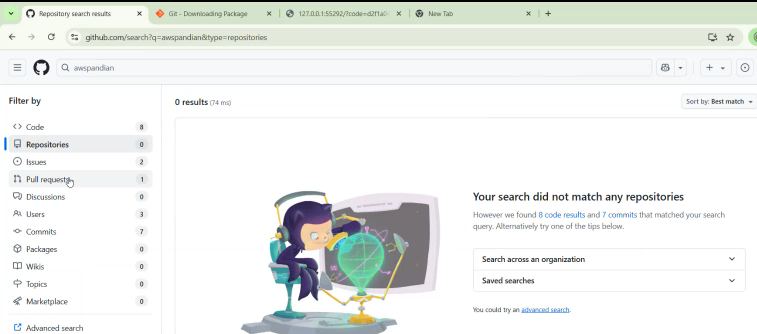 Repository search results
Git - Downloading Package
127.0.0.1:55292/?code=d2f1a0
New Tab
github.com/search?q=awspandian&type=repositories
awspandian
Filter by
0 results (74 ms)
Sort by: Best match
Code 8
Repositories 0
Issues 2
Pull requests 1
Discussions 0
Users 3
Commits 7
Packages 0
Wikis 0
Topics 0
Marketplace 0
Advanced search
Your search did not match any repositories
However we found 8 code results and 7 commits that matched your search
query. Alternatively try one of the tips below.
Search across an organization
Saved searches
You could try an advanced search.